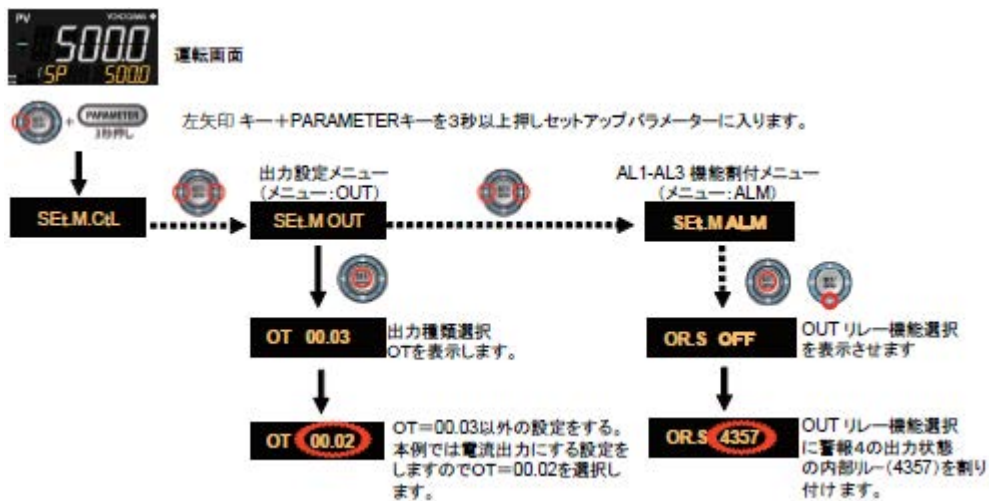 PV
YOKOGAWA
500.0
SP 500.0
運転画面
PARAMETER
3秒押し
左矢印 キー＋PARAMETERキーを3秒以上押しセットアップパラメーターに入ります。
出力設定メニュー
(メニュー：OUT)
AL1-AL3 機能割付メニュー
(メニュー：ALM)
SEt.M.CtL
SEt.M OUT
SEt.M ALM
OT 00.03
出力種類選択
OTを表示します。
OR.S OFF
OUT リレー機能選択
を表示させます
OT 00.02
OT＝00.03以外の設定をする。
本例では電流出力にする設定を
しますのでOT＝00.02を選択し
ます。
OR.S 4357
OUT リレー機能選択
に警報4の出力状態
の内部リレー(4357)を割り
付けます。